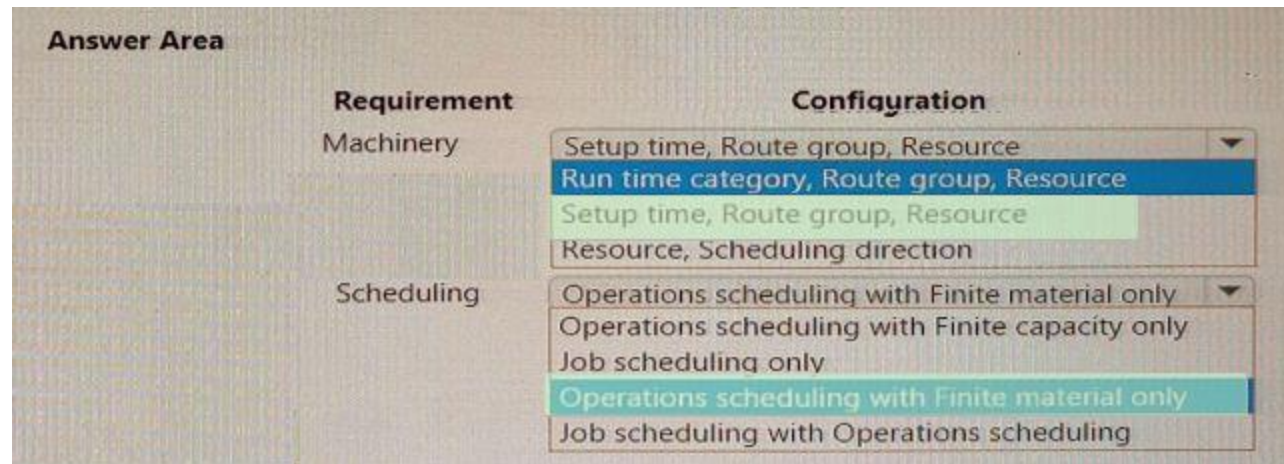 Answer Area
Requirement Configuration
Machinery Setup time, Route group, Resource
Run time category, Route group, Resource
Setup time, Route group, Resource
Resource, Scheduling direction
Scheduling Operations scheduling with Finite material only
Operations scheduling with Finite capacity only
Job scheduling only
Operations scheduling with Finite material only
Job scheduling with Operations scheduling